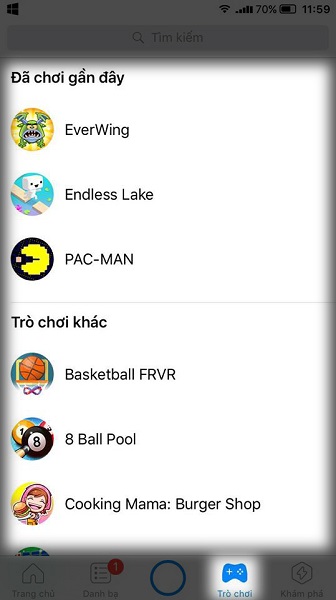 70% 11:59
Tìm kiếm
Đã chơi gần đây
EverWing
Endless Lake
PAC-MAN
Trò chơi khác
Basketball FRVR
8
8 Ball Pool
Cooking Mama: Burger Shop
1
Trang chủ
Danh bạ
Trò chơi
Khám phá